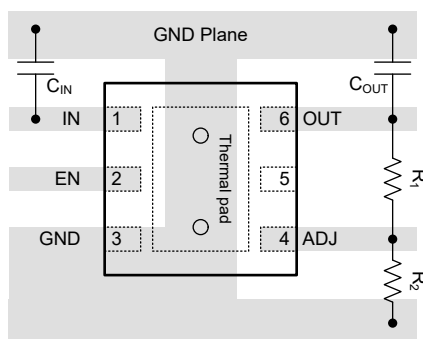 GND Plane
CIN
COUT
IN 1
6 OUT
Thermal pad
EN 2
5
R1
GND 3
4 ADJ
R2